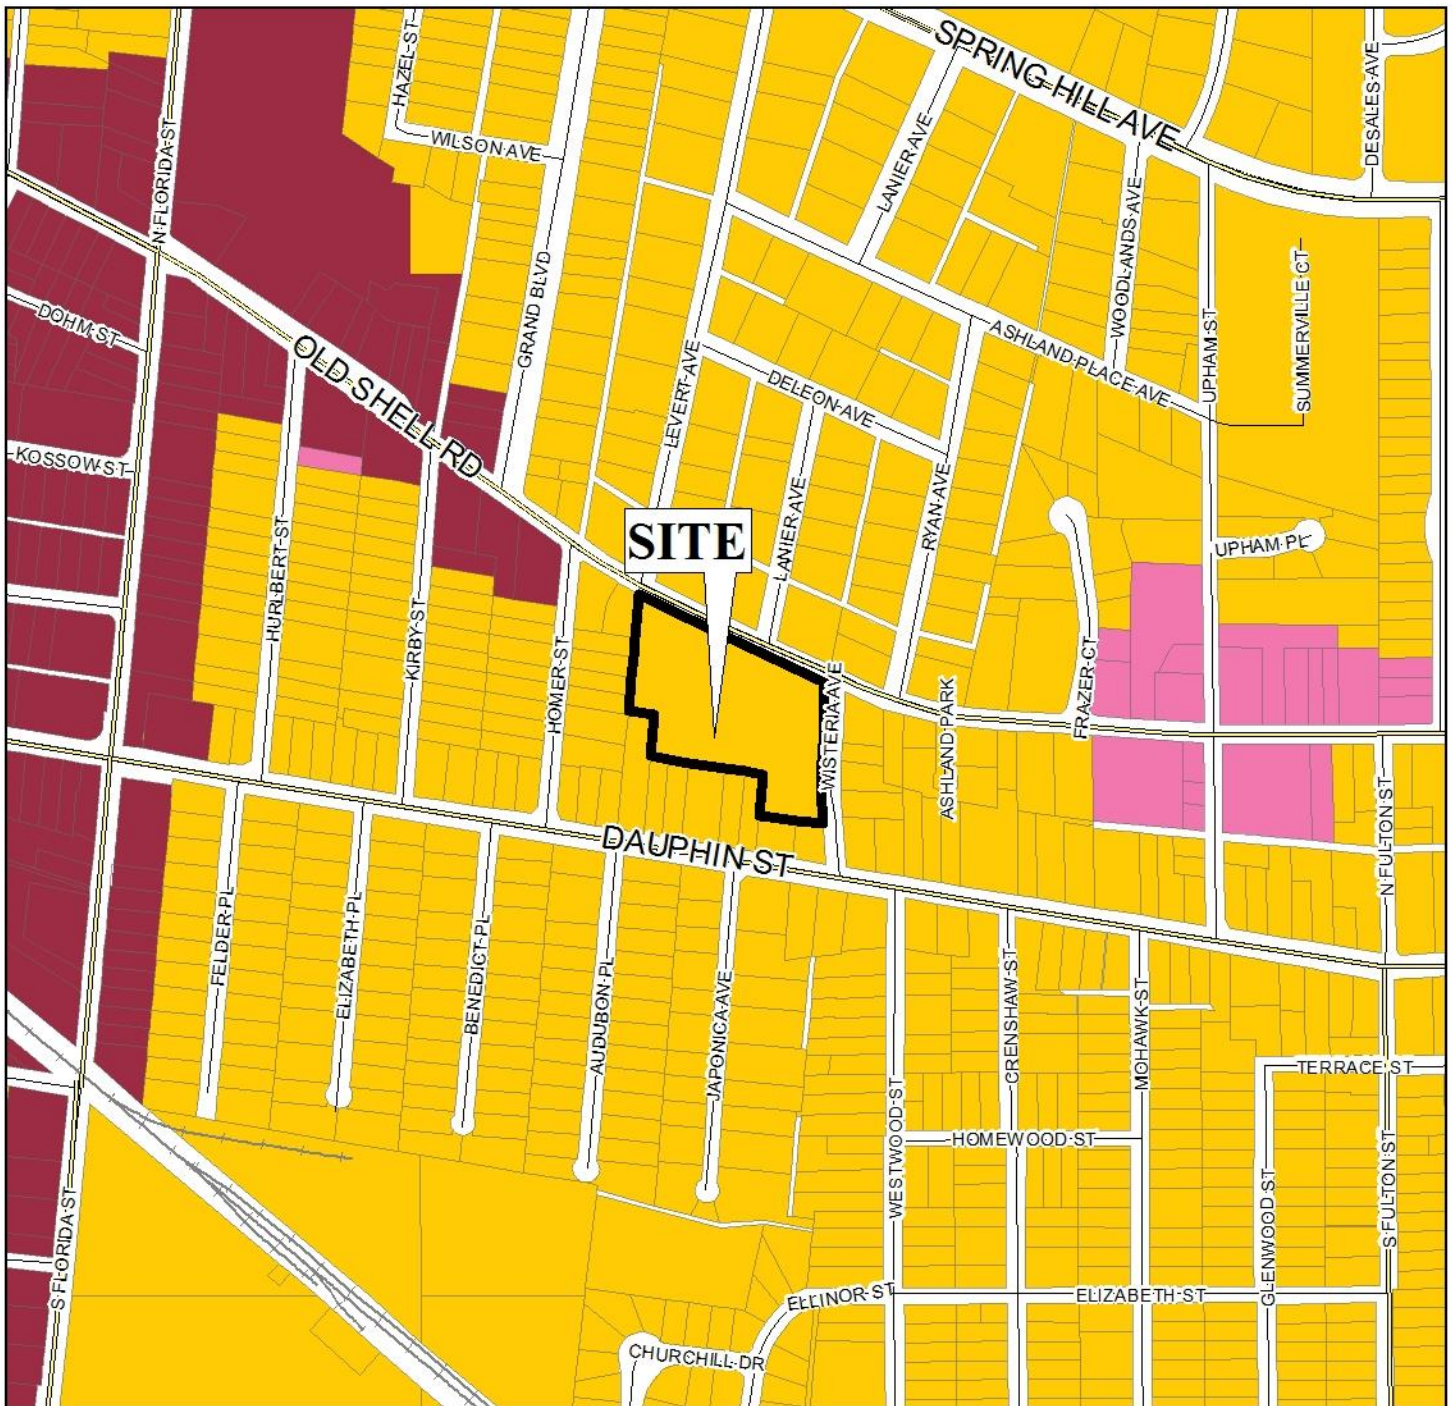 HAZEL ST
SPRING HILL AVE
DESALES AVE
WILSON AVE
LANIER AVE
N FLORIDA ST
WOODLANDS AVE
GRAND BLVD
SUMMERVILLE CT
UPHAM ST
DOHM ST
OLD SHELL RD
ASHLAND PLACE AVE
LEVERT AVE
DELEON AVE
KOSSOW ST
RYAN AVE
LANIER AVE
SITE
UPHAM PL
HURLBERT ST
KIRBY ST
HOMER ST
WISTERIA AVE
ASHLAND PARK
FRAZER CT
N FULTON ST
DAUPHIN ST
FELDER PL
ELIZABETH PL
BENEDICT PL
AUDUBON PL
JAPONICA AVE
CRENSHAW ST
MOHAWK ST
TERRACE ST
WESTWOOD ST
HOMEWOOD ST
S FLORIDA ST
GLENWOOD ST
S FULTON ST
ELLINOR ST
ELIZABETH ST
CHURCHILL DR